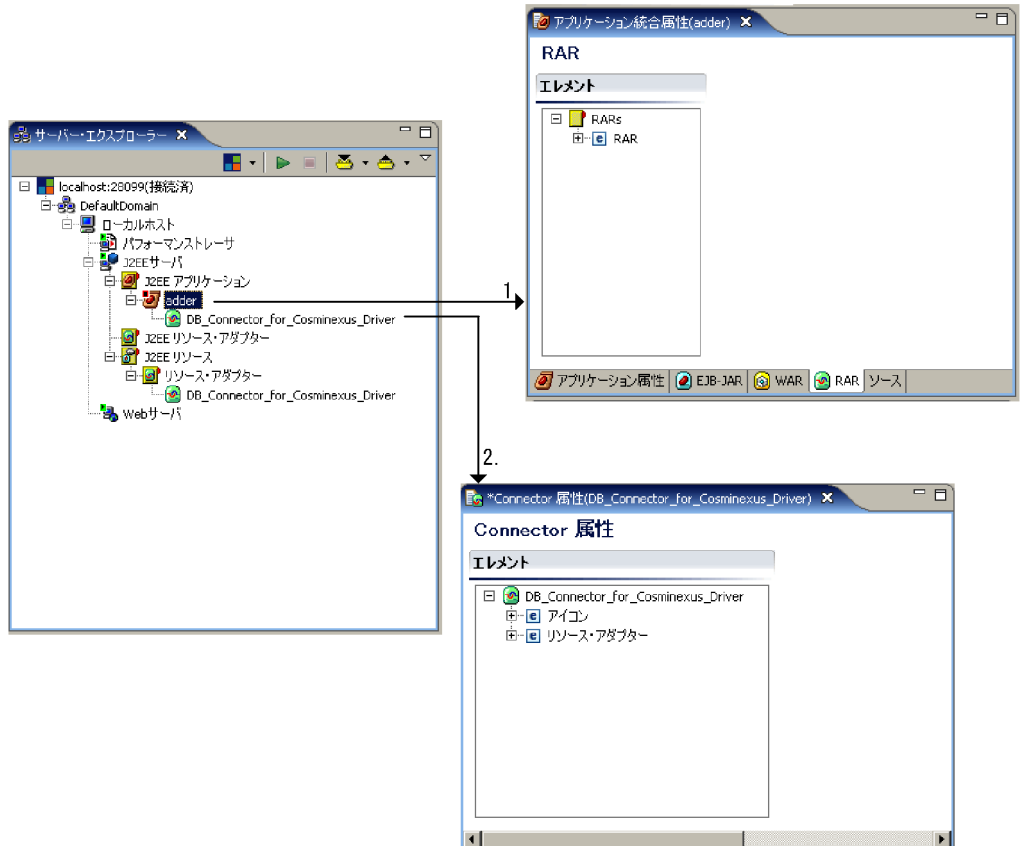 アプリケーション統合属性(adder)
RAR
エレメント
RARs
RAR
アプリケーション属性 EJB-JAR WAR RAR ソース
サーバー・エクスプローラー
localhost:28099(接続済)
DefaultDomain
ローカルホスト
パフォーマンストレーサ
J2EEサーバ
J2EE アプリケーション
adder
DB_Connector_for_Cosminexus_Driver
J2EE リソース・アダプター
J2EE リソース
リソース・アダプター
DB_Connector_for_Cosminexus_Driver
Webサーバ
1.
2.
*Connector 属性(DB_Connector_for_Cosminexus_Driver)
Connector 属性
エレメント
DB_Connector_for_Cosminexus_Driver
アイコン
リソース・アダプター